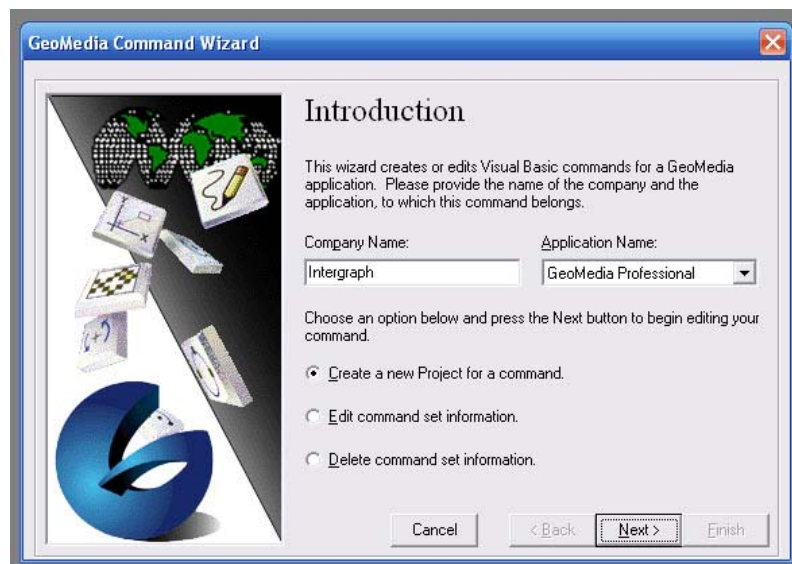 GeoMedia Command Wizard
Introduction
This wizard creates or edits Visual Basic commands for a GeoMedia
application. Please provide the name of the company and the
application, to which this command belongs.
Company Name: Application Name:
Intergraph GeoMedia Professional
Choose an option below and press the Next button to begin editing your
command.
Create a new Project for a command.
Edit command set information.
Delete command set information.
Cancel < Back Next > Finish